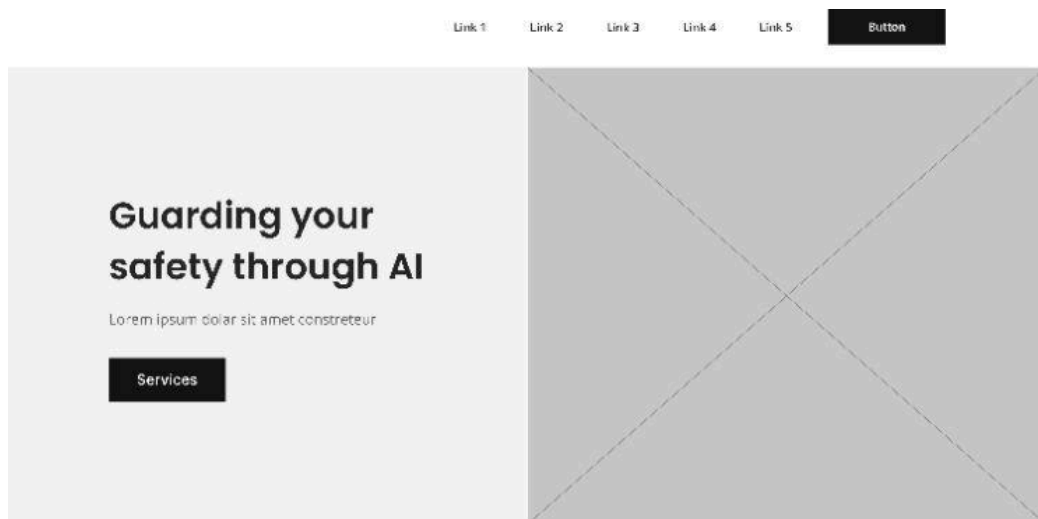 Link 1
Link 2
Link 3
Link 4
Link 5
Button
Guarding your
safety through AI
Lorem ipsum dolar sit amet constreteur
Services